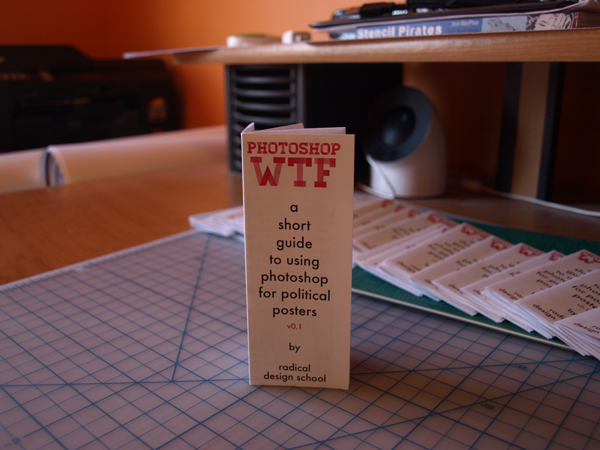 Stencil Pirates
PHOTOSHOP
WTF
a
short
guide
to using
photoshop
for political
posters
v0.1
by
radical
design school